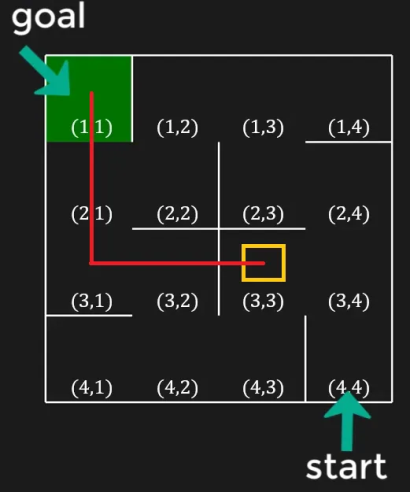 goal
(1,1) (1,2) (1,3) (1,4)
(2,1) (2,2) (2,3) (2,4)
(3,1) (3,2) (3,3) (3,4)
(4,1) (4,2) (4,3) (4,4)
start